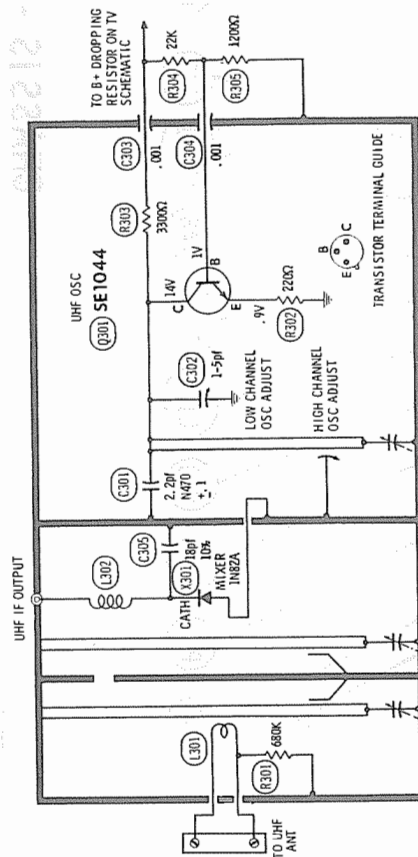 TO B+ DROPPING
RESISTOR ON TV
SCHEMATIC
22K
R304
1200Ω
R305
C303
.001
C304
.001
R303
3300Ω
UHF OSC
Q301 SE1044
14V
C
1V
B
E
.9V
220Ω
R302
B
E
C
TRANSISTOR TERMINAL GUIDE
C302
1-5pf
LOW CHANNEL
OSC ADJUST
HIGH CHANNEL
OSC ADJUST
C301
2.2pf
N470
±.1
UHF IF OUTPUT
L302
C305
18pf
10%
X301
CATH
MIXER
1N82A
L301
680K
R301
TO UHF
ANT